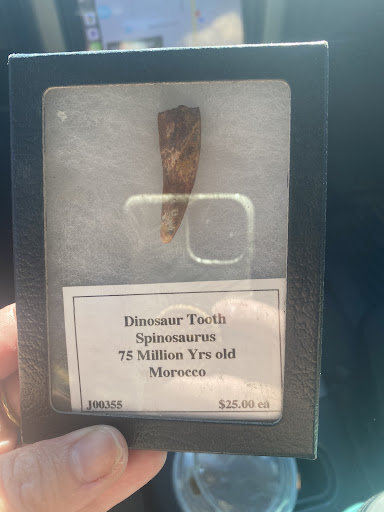 Dinosaur Tooth
Spinosaurus
75 Million Yrs old
Morocco
J00355 $25.00 ea